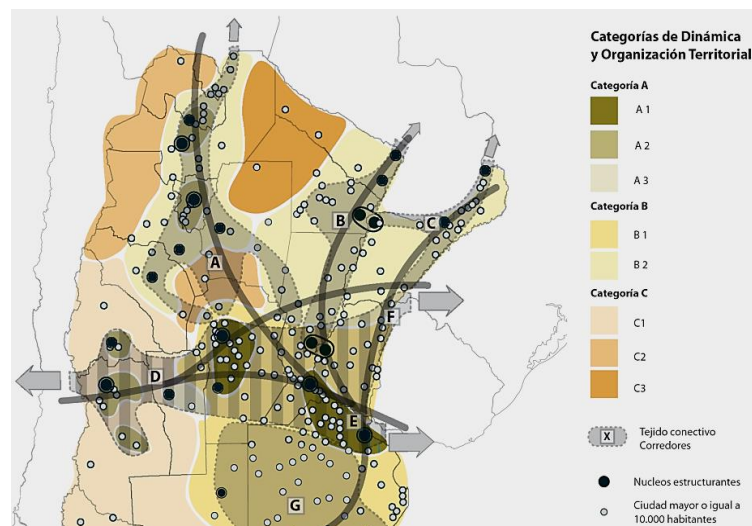 Categorías de Dinámica
y Organización Territorial
Categoría A
A 1
A 2
A 3
Categoría B
B 1
B 2
Categoría C
C1
C2
C3
X
Tejido conectivo
Corredores
Nucleos estructurantes
Ciudad mayor o igual a
10.000 habitantes
B
C
A
F
D
E
G